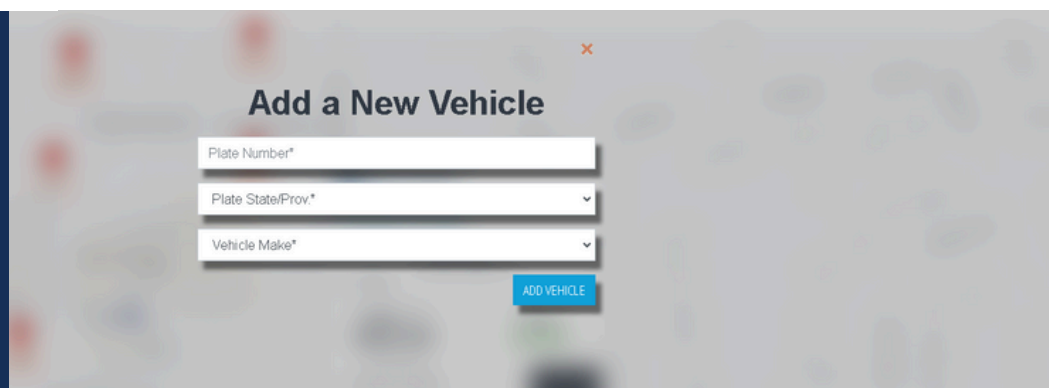 Add a New Vehicle
Plate Number*
Plate State/Prov.*
Vehicle Make*
ADD VEHICLE